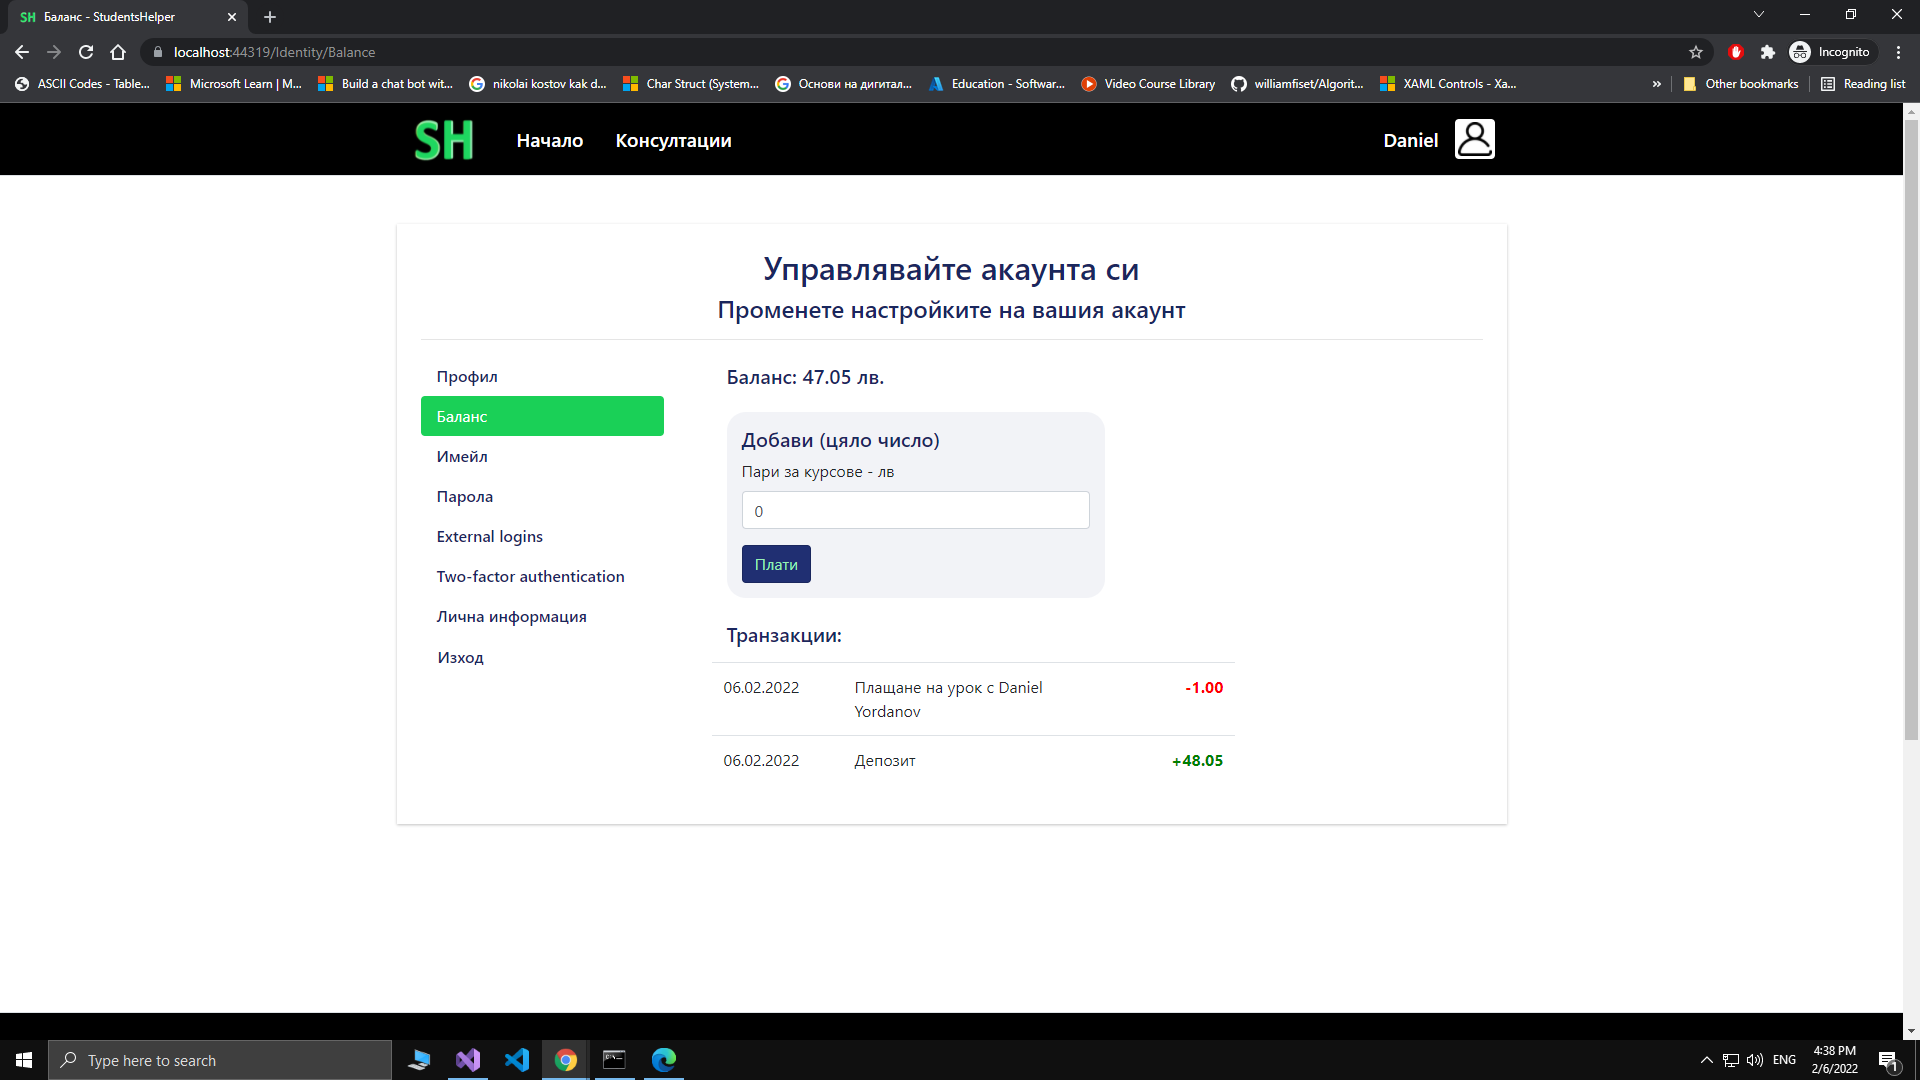 SH Баланс - StudentsHelper
localhost:44319/Identity/Balance
Incognito
ASCII Codes - Table...
Microsoft Learn | M...
Build a chat bot wit...
nikolai kostov kak d...
Char Struct (System...
Основи на дигитал...
Education - Softwar...
Video Course Library
williamfiset/Algorit...
XAML Controls - Xa...
»
Other bookmarks
Reading list
SH
Начало
Консултации
Daniel
Управлявайте акаунта си
Променете настройките на вашия акаунт
Профил
Баланс
Имейл
Парола
External logins
Two-factor authentication
Лична информация
Изход
Баланс: 47.05 лв.
Добави (цяло число)
Пари за курсове - лв
0
Плати
Транзакции:
06.02.2022 Плащане на урок с Daniel -1.00
Yordanov
06.02.2022 Депозит +48.05
Type here to search
ENG
4:38 PM
2/6/2022
1